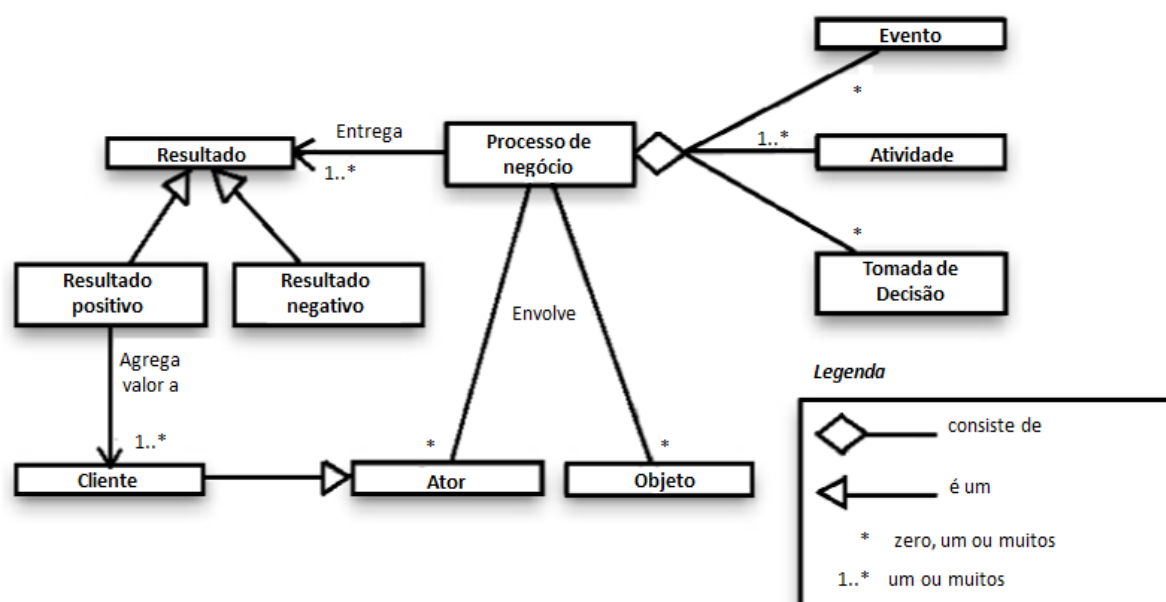 Evento
*
Entrega
Processo de
negócio
1..*
Atividade
Resultado
1..*
*
Resultado
positivo
Resultado
negativo
Tomada de
Decisão
Envolve
Agrega
valor a
Legenda
1..*
*
*
consiste de
Cliente
Ator
Objeto
é um
* zero, um ou muitos
1..* um ou muitos